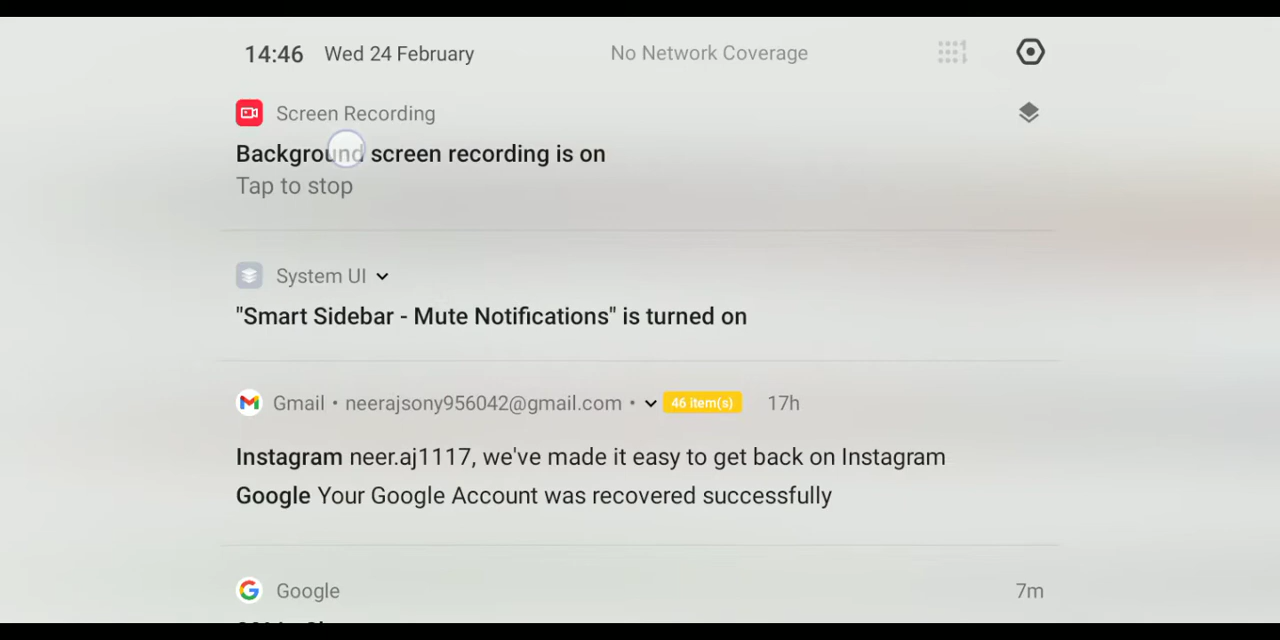 14:46 Wed 24 February No Network Coverage
Screen Recording
Background screen recording is on
Tap to stop
System UI
"Smart Sidebar - Mute Notifications" is turned on
Gmail • neerajsony956042@gmail.com • 46 item(s) 17h
Instagram neer.aj1117, we've made it easy to get back on Instagram
Google Your Google Account was recovered successfully
Google 7m